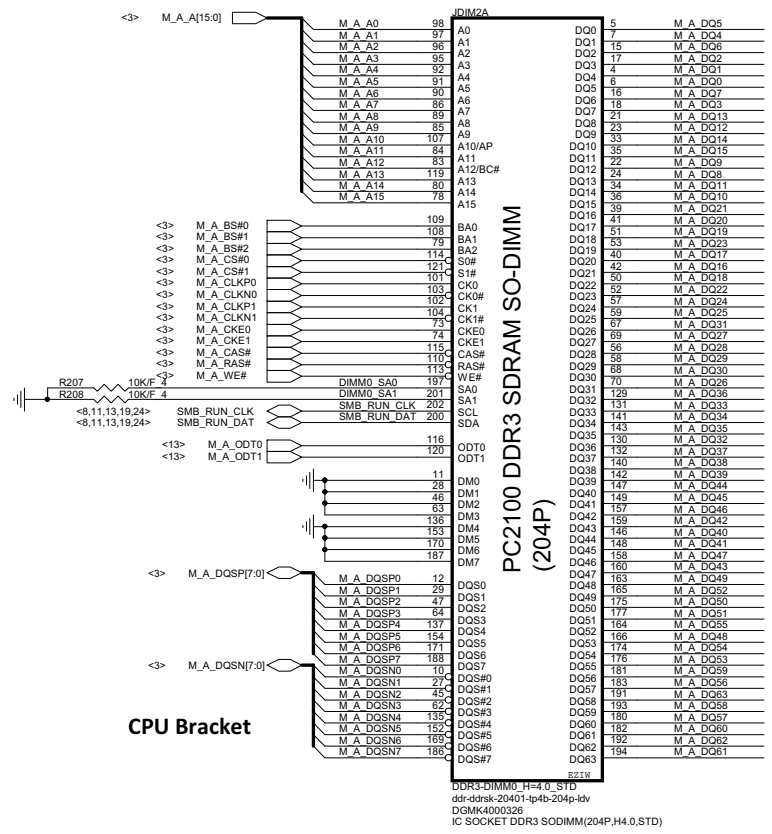 JDIM2A
<3> M_A_A[15:0]
M_A_A0 98 A0
M_A_A1 97 A1
M_A_A2 96 A2
M_A_A3 95 A3
M_A_A4 92 A4
M_A_A5 91 A5
M_A_A6 90 A6
M_A_A7 86 A7
M_A_A8 89 A8
M_A_A9 85 A9
M_A_A10 107 A10/AP
M_A_A11 84 A11
M_A_A12 83 A12/BC#
M_A_A13 119 A13
M_A_A14 80 A14
M_A_A15 78 A15
<3> M_A_BS#0 109 BA0
<3> M_A_BS#1 108 BA1
<3> M_A_BS#2 79 BA2
<3> M_A_CS#0 114 S0#
<3> M_A_CS#1 121 S1#
<3> M_A_CLKP0 101 CK0
<3> M_A_CLKN0 103 CK0#
<3> M_A_CLKP1 102 CK1
<3> M_A_CLKN1 104 CK1#
<3> M_A_CKE0 73 CKE0
<3> M_A_CKE1 74 CKE1
<3> M_A_CAS# 115 CAS#
<3> M_A_RAS# 110 RAS#
<3> M_A_WE# 113 WE#
R207 10K/F_4 DIMM0_SA0 197 SA0
R208 10K/F_4 DIMM0_SA1 201 SA1
<8,11,13,19,24> SMB_RUN_CLK SMB_RUN_CLK 202 SCL
<8,11,13,19,24> SMB_RUN_DAT SMB_RUN_DAT 200 SDA
<13> M_A_ODT0 116 ODT0
<13> M_A_ODT1 120 ODT1
11 DM0
28 DM1
46 DM2
63 DM3
136 DM4
153 DM5
170 DM6
187 DM7
<3> M_A_DQSP[7:0]
M_A_DQSP0 12 DQS0
M_A_DQSP1 29 DQS1
M_A_DQSP2 47 DQS2
M_A_DQSP3 64 DQS3
M_A_DQSP4 137 DQS4
M_A_DQSP5 154 DQS5
M_A_DQSP6 171 DQS6
M_A_DQSP7 188 DQS7
<3> M_A_DQSN[7:0]
M_A_DQSN0 10 DQS#0
M_A_DQSN1 27 DQS#1
M_A_DQSN2 45 DQS#2
M_A_DQSN3 62 DQS#3
M_A_DQSN4 135 DQS#4
M_A_DQSN5 152 DQS#5
M_A_DQSN6 169 DQS#6
M_A_DQSN7 186 DQS#7
CPU Bracket
PC2100 DDR3 SDRAM SO-DIMM
(204P)
DQ0 5 M_A_DQ5
DQ1 7 M_A_DQ4
DQ2 15 M_A_DQ6
DQ3 17 M_A_DQ2
DQ4 4 M_A_DQ1
DQ5 6 M_A_DQ0
DQ6 16 M_A_DQ7
DQ7 18 M_A_DQ3
DQ8 21 M_A_DQ13
DQ9 23 M_A_DQ12
DQ10 33 M_A_DQ14
DQ11 35 M_A_DQ15
DQ12 22 M_A_DQ9
DQ13 24 M_A_DQ8
DQ14 34 M_A_DQ11
DQ15 36 M_A_DQ10
DQ16 39 M_A_DQ21
DQ17 41 M_A_DQ20
DQ18 51 M_A_DQ19
DQ19 53 M_A_DQ23
DQ20 40 M_A_DQ17
DQ21 42 M_A_DQ16
DQ22 50 M_A_DQ18
DQ23 52 M_A_DQ22
DQ24 57 M_A_DQ24
DQ25 59 M_A_DQ25
DQ26 67 M_A_DQ31
DQ27 69 M_A_DQ27
DQ28 56 M_A_DQ28
DQ29 58 M_A_DQ29
DQ30 68 M_A_DQ30
DQ31 70 M_A_DQ26
DQ32 129 M_A_DQ36
DQ33 131 M_A_DQ33
DQ34 141 M_A_DQ34
DQ35 143 M_A_DQ35
DQ36 130 M_A_DQ32
DQ37 132 M_A_DQ37
DQ38 140 M_A_DQ38
DQ39 142 M_A_DQ39
DQ40 147 M_A_DQ44
DQ41 149 M_A_DQ45
DQ42 157 M_A_DQ46
DQ43 159 M_A_DQ42
DQ44 146 M_A_DQ40
DQ45 148 M_A_DQ41
DQ46 158 M_A_DQ47
DQ47 160 M_A_DQ43
DQ48 163 M_A_DQ49
DQ49 165 M_A_DQ52
DQ50 175 M_A_DQ50
DQ51 177 M_A_DQ51
DQ52 164 M_A_DQ55
DQ53 166 M_A_DQ48
DQ54 174 M_A_DQ54
DQ55 176 M_A_DQ53
DQ56 181 M_A_DQ59
DQ57 183 M_A_DQ56
DQ58 191 M_A_DQ63
DQ59 193 M_A_DQ58
DQ60 180 M_A_DQ57
DQ61 182 M_A_DQ60
DQ62 192 M_A_DQ62
DQ63 194 M_A_DQ61
EZIW
DDR3-DIMM0_H=4.0_STD
ddr-ddrsk-20401-tp4b-204p-ldv
DGMK4000326
IC SOCKET DDR3 SODIMM(204P,H4.0,STD)